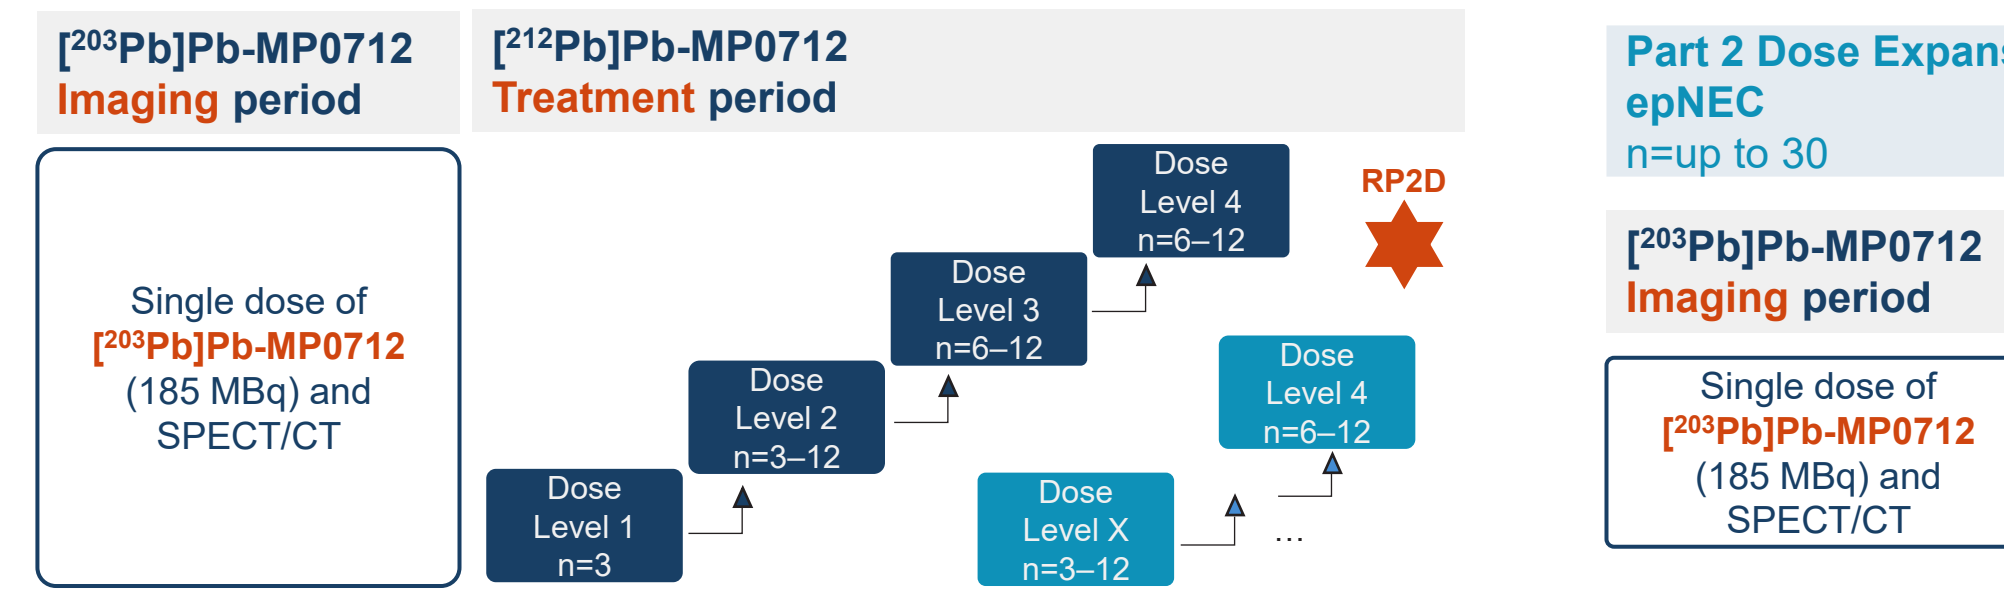 [²⁰³Pb]Pb-MP0712
Imaging period
Single dose of
[²⁰³Pb]Pb-MP0712
(185 MBq) and
SPECT/CT
[²¹²Pb]Pb-MP0712
Treatment period
Dose
Level 1
n=3
Dose
Level 2
n=3–12
Dose
Level 3
n=6–12
Dose
Level 4
n=6–12
RP2D
Dose
Level X
n=3–12
...
Dose
Level 4
n=6–12
Part 2 Dose
epNEC
n=up to 30
[²⁰³Pb]Pb-MP0712
Imaging period
Single dose of
[²⁰³Pb]Pb-MP0712
(185 MBq) and
SPECT/CT